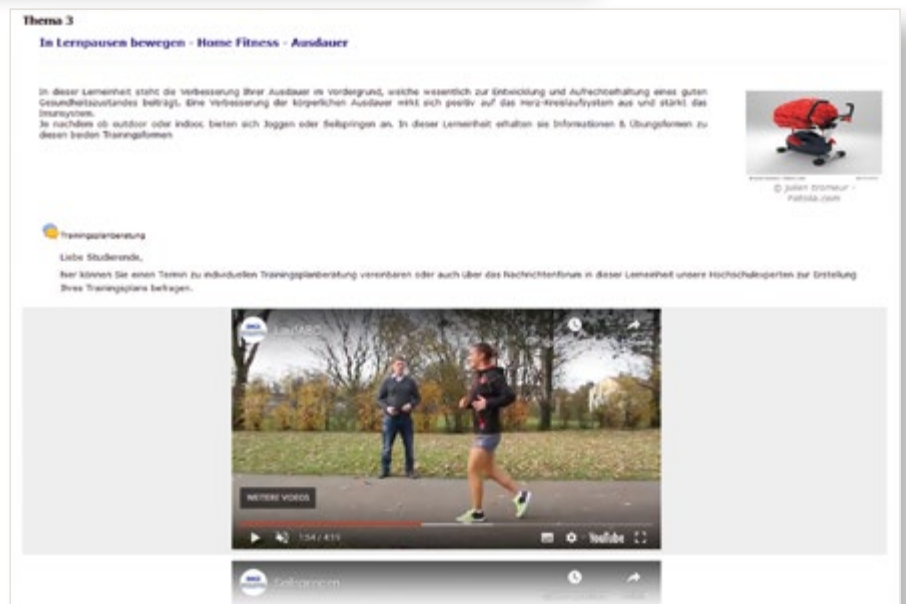 Thema 3
In Lernpausen bewegen - Home Fitness - Ausdauer
In dieser Lerneinheit steht die Verbesserung Ihrer Ausdauer im Vordergrund, welche wesentlich zur Entwicklung und Aufrechterhaltung eines guten
Gesundheitszustandes beiträgt. Eine Verbesserung der körperlichen Ausdauer wirkt sich positiv auf das Herz-Kreislaufsystem aus und stärkt das
Imunsystem.
Je nachdem ob outdoor oder indoor, bieten sich Joggen oder Seilspringen an. In dieser Lerneinheit erhalten sie Informationen & Übungsformen zu
diesen beiden Trainingsformen
© julien tromeur -
Fotolia.com
Trainingsplanberatung
Liebe Studierende,
hier können Sie einen Termin zu individuellen Trainingsplanberatung vereinbaren oder auch über das Nachrichtenforum in dieser Lerneinheit unsere Hochschulexperten zur Erstellung
Ihres Trainingsplans befragen.
LaufABC
WEITERE VIDEOS
1:54 / 4:19
YouTube
Seilspringen